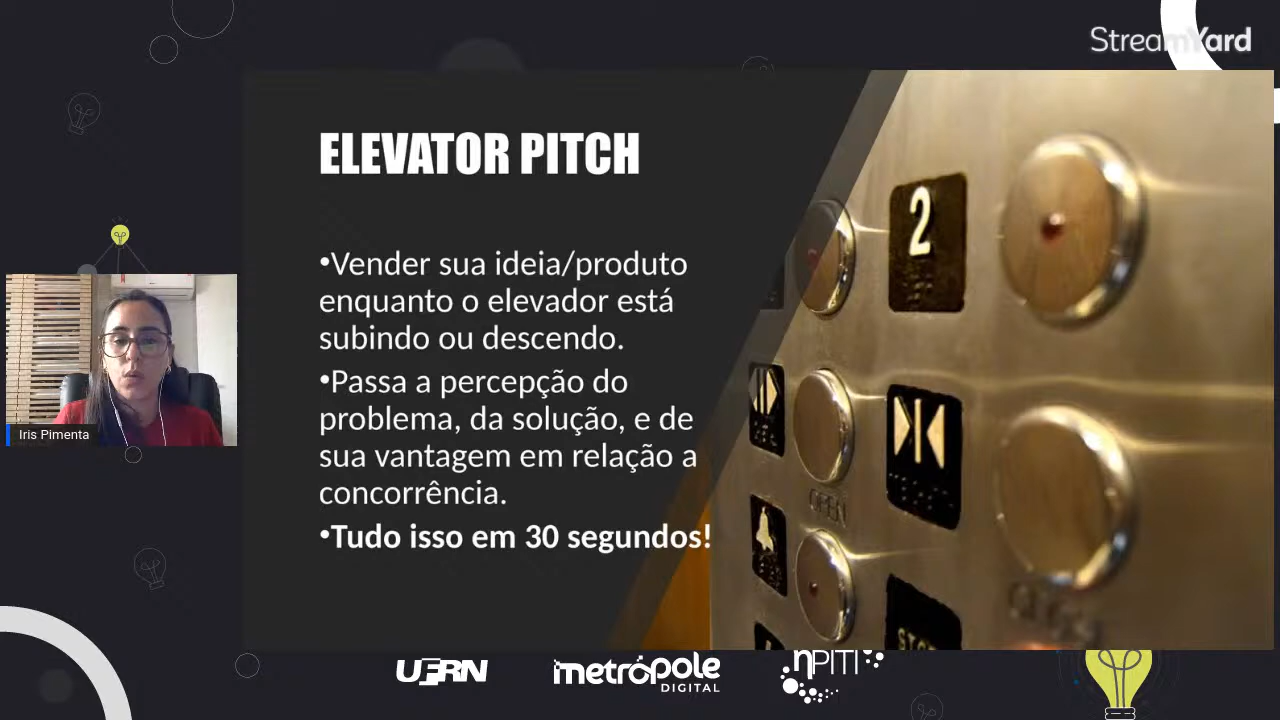 StreamYard
ELEVATOR PITCH
•Vender sua ideia/produto
enquanto o elevador está
subindo ou descendo.
•Passa a percepção do
problema, da solução, e de
sua vantagem em relação a
concorrência.
•Tudo isso em 30 segundos!
2
OPEN
Iris Pimenta
UFRN
metrópole
DIGITAL
nPITI